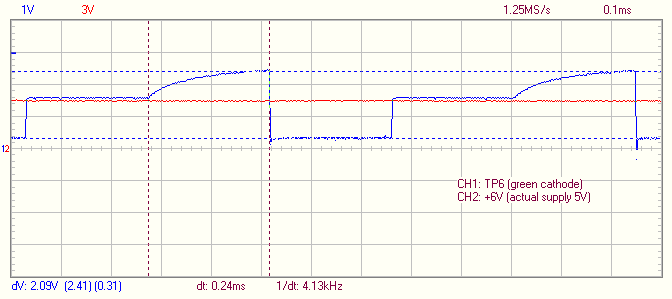 1V 3V 1.25MS/s 0.1ms
12
CH1: TP6 (green cathode)
CH2: +6V (actual supply 5V)
dV: 2.09V (2.41) (0.31) dt: 0.24ms 1/dt: 4.13kHz